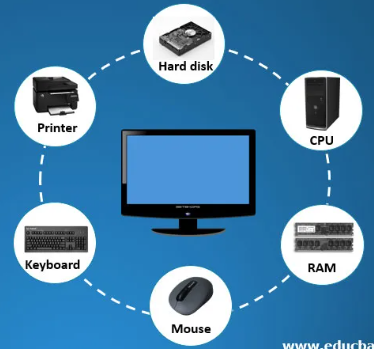 Hard disk
Printer
CPU
Keyboard
RAM
Mouse
www.educba